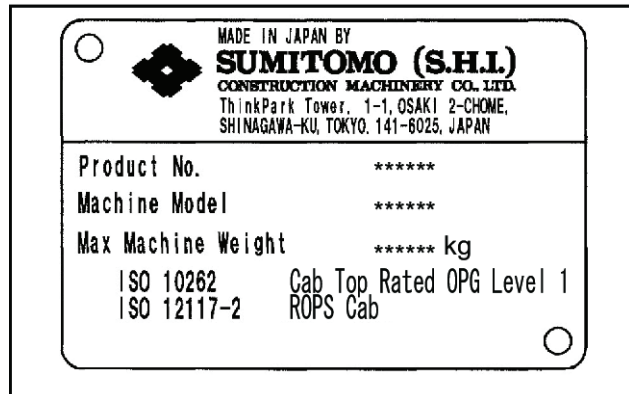 MADE IN JAPAN BY
SUMITOMO (S.H.I.)
CONSTRUCTION MACHINERY CO., LTD.
ThinkPark Tower, 1-1, OSAKI 2-CHOME,
SHINAGAWA-KU, TOKYO, 141-6025, JAPAN
Product No. ******
Machine Model ******
Max Machine Weight ****** kg
ISO 10262 Cab Top Rated OPG Level 1
ISO 12117-2 ROPS Cab